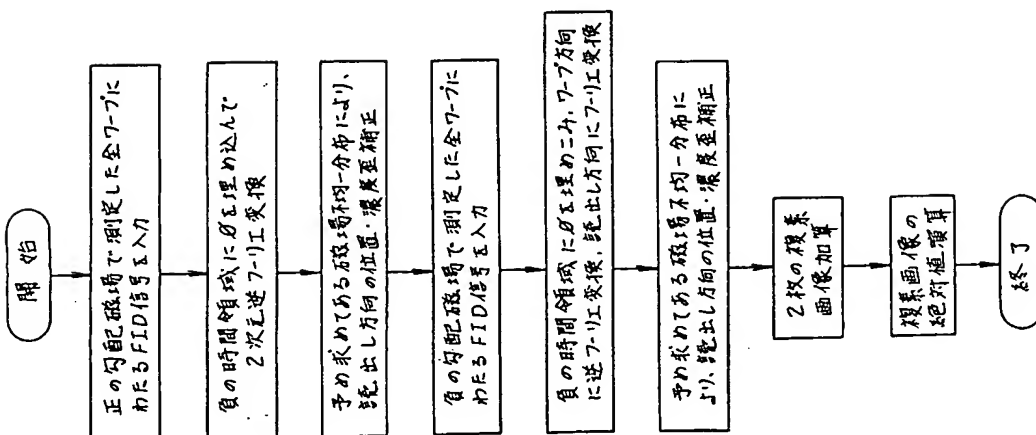 開始
正の勾配磁場で測定した全ワープに
わたるFID信号を入力
負の時間領域に0を埋め込んで
2次元逆フーリエ変換
予め求めてある磁場不均一分布により、
読出し方向の位置・濃度歪補正
負の勾配磁場で測定した全ワープに
わたるFID信号を入力
負の時間領域に0を埋めこみ、ワープ方向
に逆フーリエ変換、読出し方向にフーリエ変換
予め求めてある磁場不均一分布に
より、読出し方向の位置・濃度歪補正
2枚の複素
画像加算
複素画像の
絶対値演算
終了